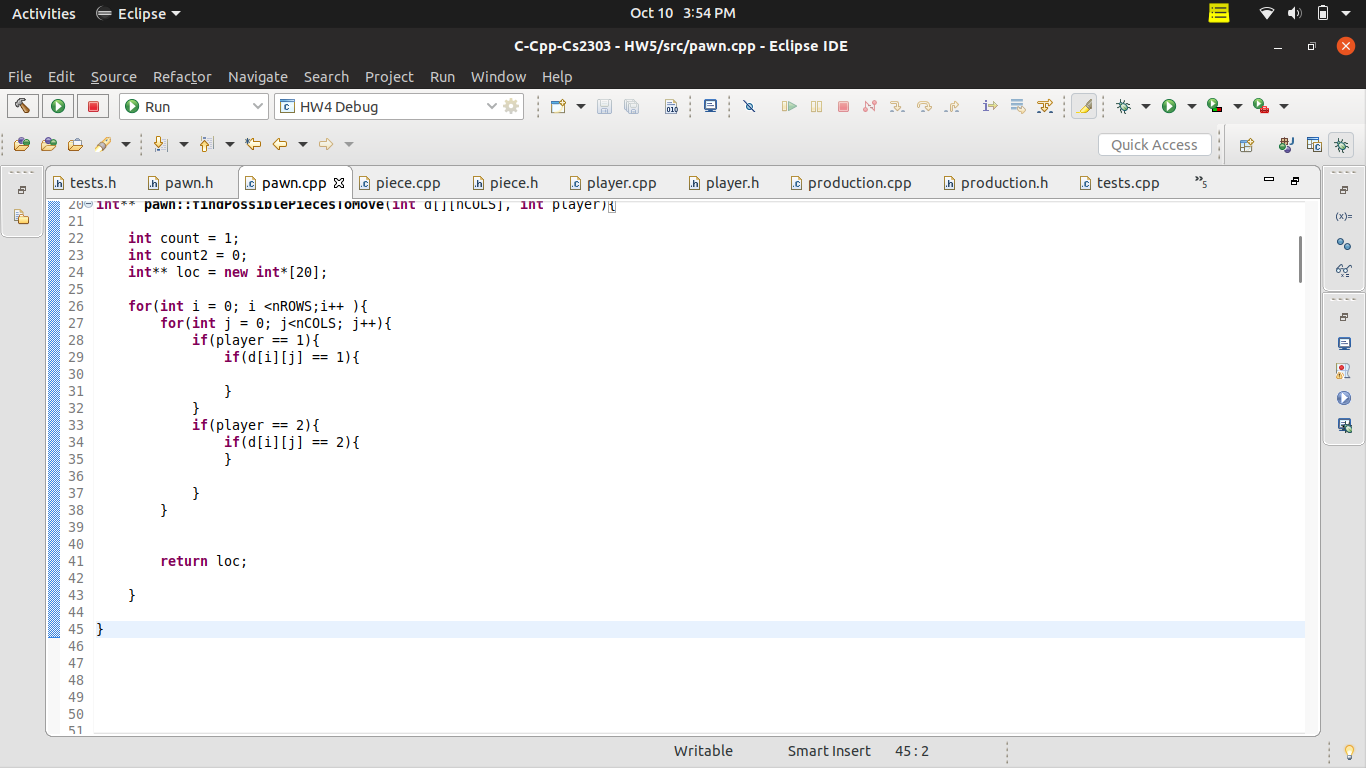 Activities Eclipse Oct 10 3:54 PM
C-Cpp-Cs2303 - HW5/src/pawn.cpp - Eclipse IDE
File Edit Source Refactor Navigate Search Project Run Window Help
Run HW4 Debug
Quick Access
tests.h pawn.h pawn.cpp piece.cpp piece.h player.cpp player.h production.cpp production.h tests.cpp »5
20 int** pawn::findPossiblePiecesToMove(int d[][nCOLS], int player){
21
22 int count = 1;
23 int count2 = 0;
24 int** loc = new int*[20];
25
26 for(int i = 0; i <nROWS;i++ ){
27 for(int j = 0; j<nCOLS; j++){
28 if(player == 1){
29 if(d[i][j] == 1){
30
31 }
32 }
33 if(player == 2){
34 if(d[i][j] == 2){
35 }
36
37 }
38 }
39
40
41 return loc;
42
43 }
44
45 }
46
47
48
49
50
51
Writable Smart Insert 45 : 2